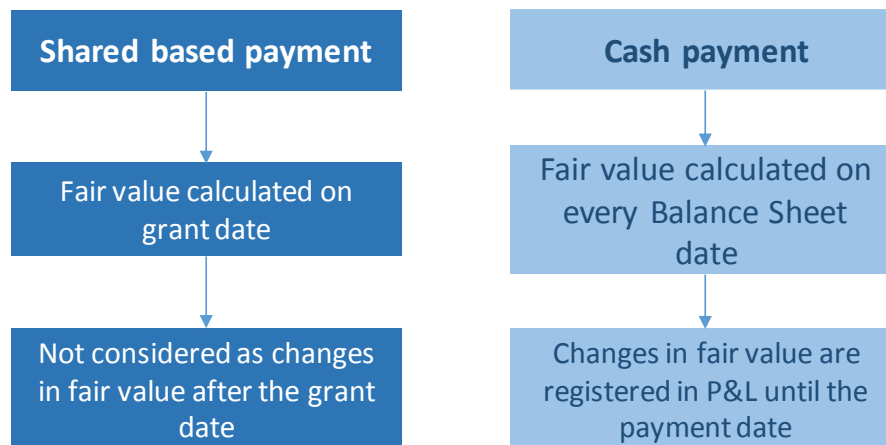 Shared based payment
Fair value calculated on
grant date
Not considered as changes
in fair value after the grant
date
Cash payment
Fair value calculated on
every Balance Sheet
date
Changes in fair value are
registered in P&L until the
payment date